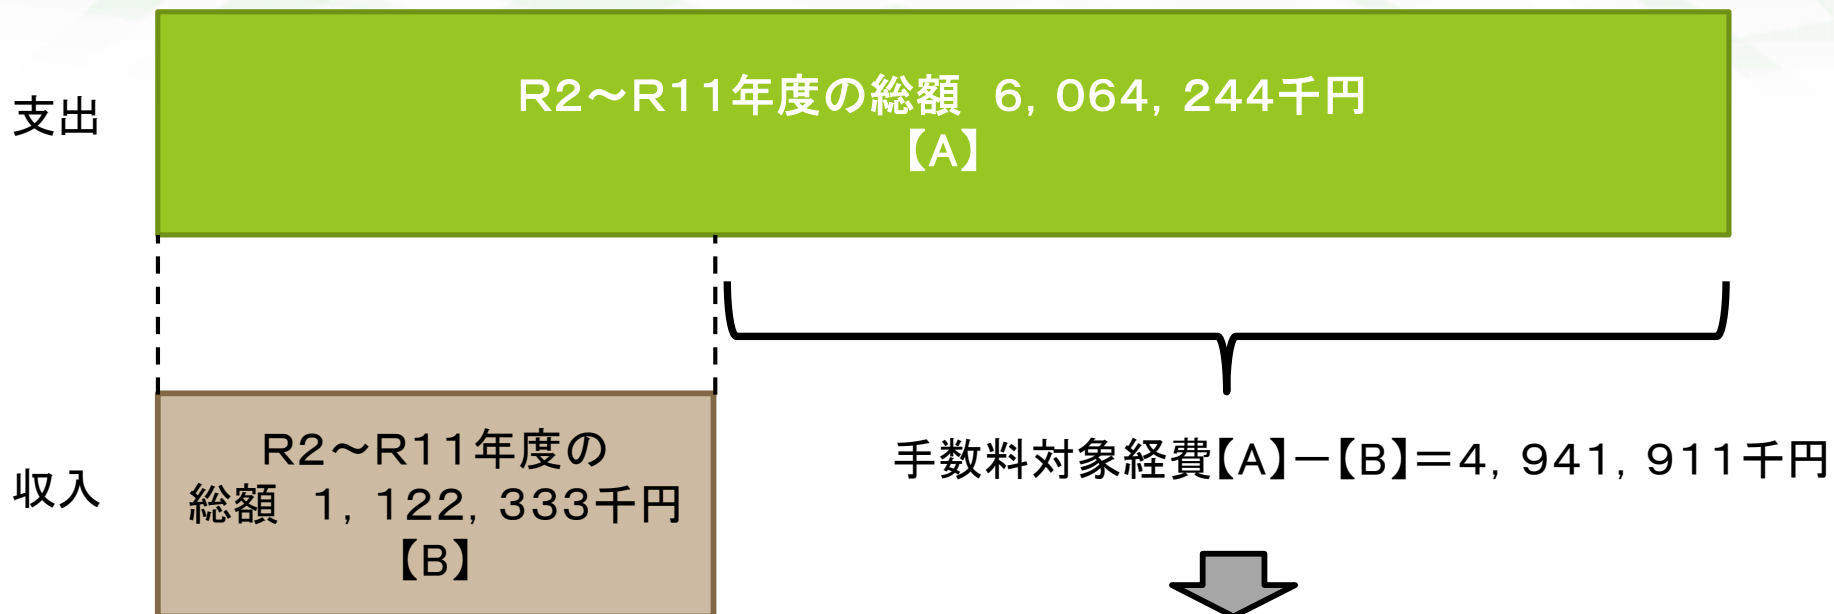 支出
R2～R11年度の総額　6，064，244千円
【A】
収入
R2～R11年度の
総額　1，122，333千円
【B】
手数料対象経費【A】－【B】＝4，941，911千円